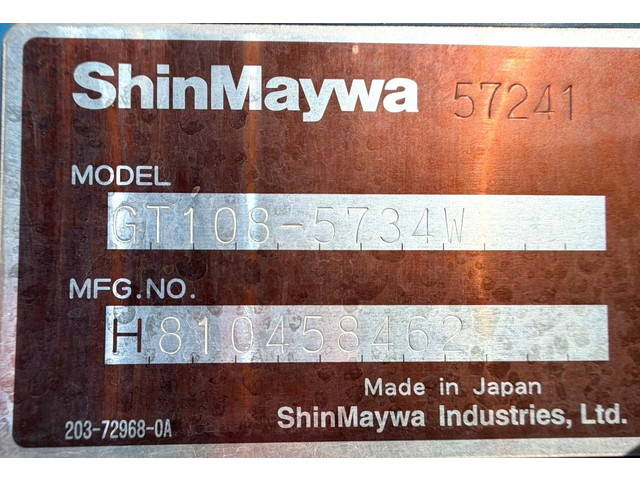 ShinMaywa 57241
MODEL
GT108-5734W
MFG.NO.
H810458462
Made in Japan
203-72968-0A ShinMaywa Industries, Ltd.